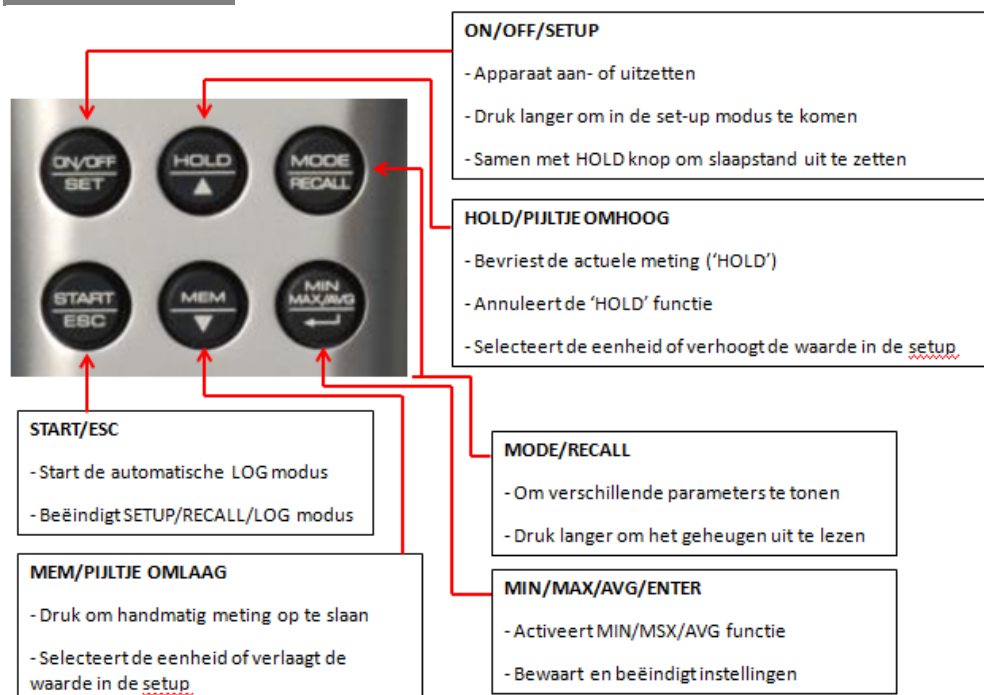 ON/OFF/SETUP
- Apparaat aan- of uitzetten
- Druk langer om in de set-up modus te komen
- Samen met HOLD knop om slaapstand uit te zetten
ON/OFF
SET
HOLD
▲
MODE
RECALL
START
ESC
MEM
▼
MIN
MAX/AVG
HOLD/PIJLTJE OMHOOG
- Bevriest de actuele meting (‘HOLD’)
- Annuleert de ‘HOLD’ functie
- Selecteert de eenheid of verhoogt de waarde in de setup
START/ESC
- Start de automatische LOG modus
- Beëindigt SETUP/RECALL/LOG modus
MODE/RECALL
- Om verschillende parameters te tonen
- Druk langer om het geheugen uit te lezen
MEM/PIJLTJE OMLAAG
- Druk om handmatig meting op te slaan
- Selecteert de eenheid of verlaagt de
waarde in de setup
MIN/MAX/AVG/ENTER
- Activeert MIN/MSX/AVG functie
- Bewaart en beëindigt instellingen